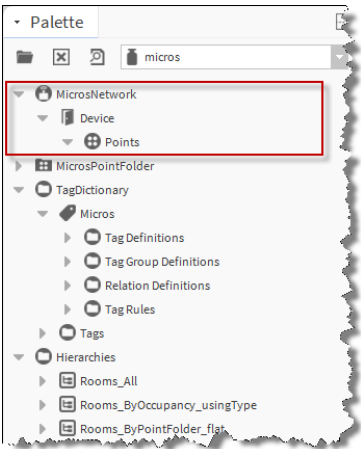 Palette
micros
MicrosNetwork
Device
Points
MicrosPointFolder
TagDictionary
Micros
Tag Definitions
Tag Group Definitions
Relation Definitions
Tag Rules
Tags
Hierarchies
Rooms_All
Rooms_ByOccupancy_usingType
Rooms_ByPointFolder_flat